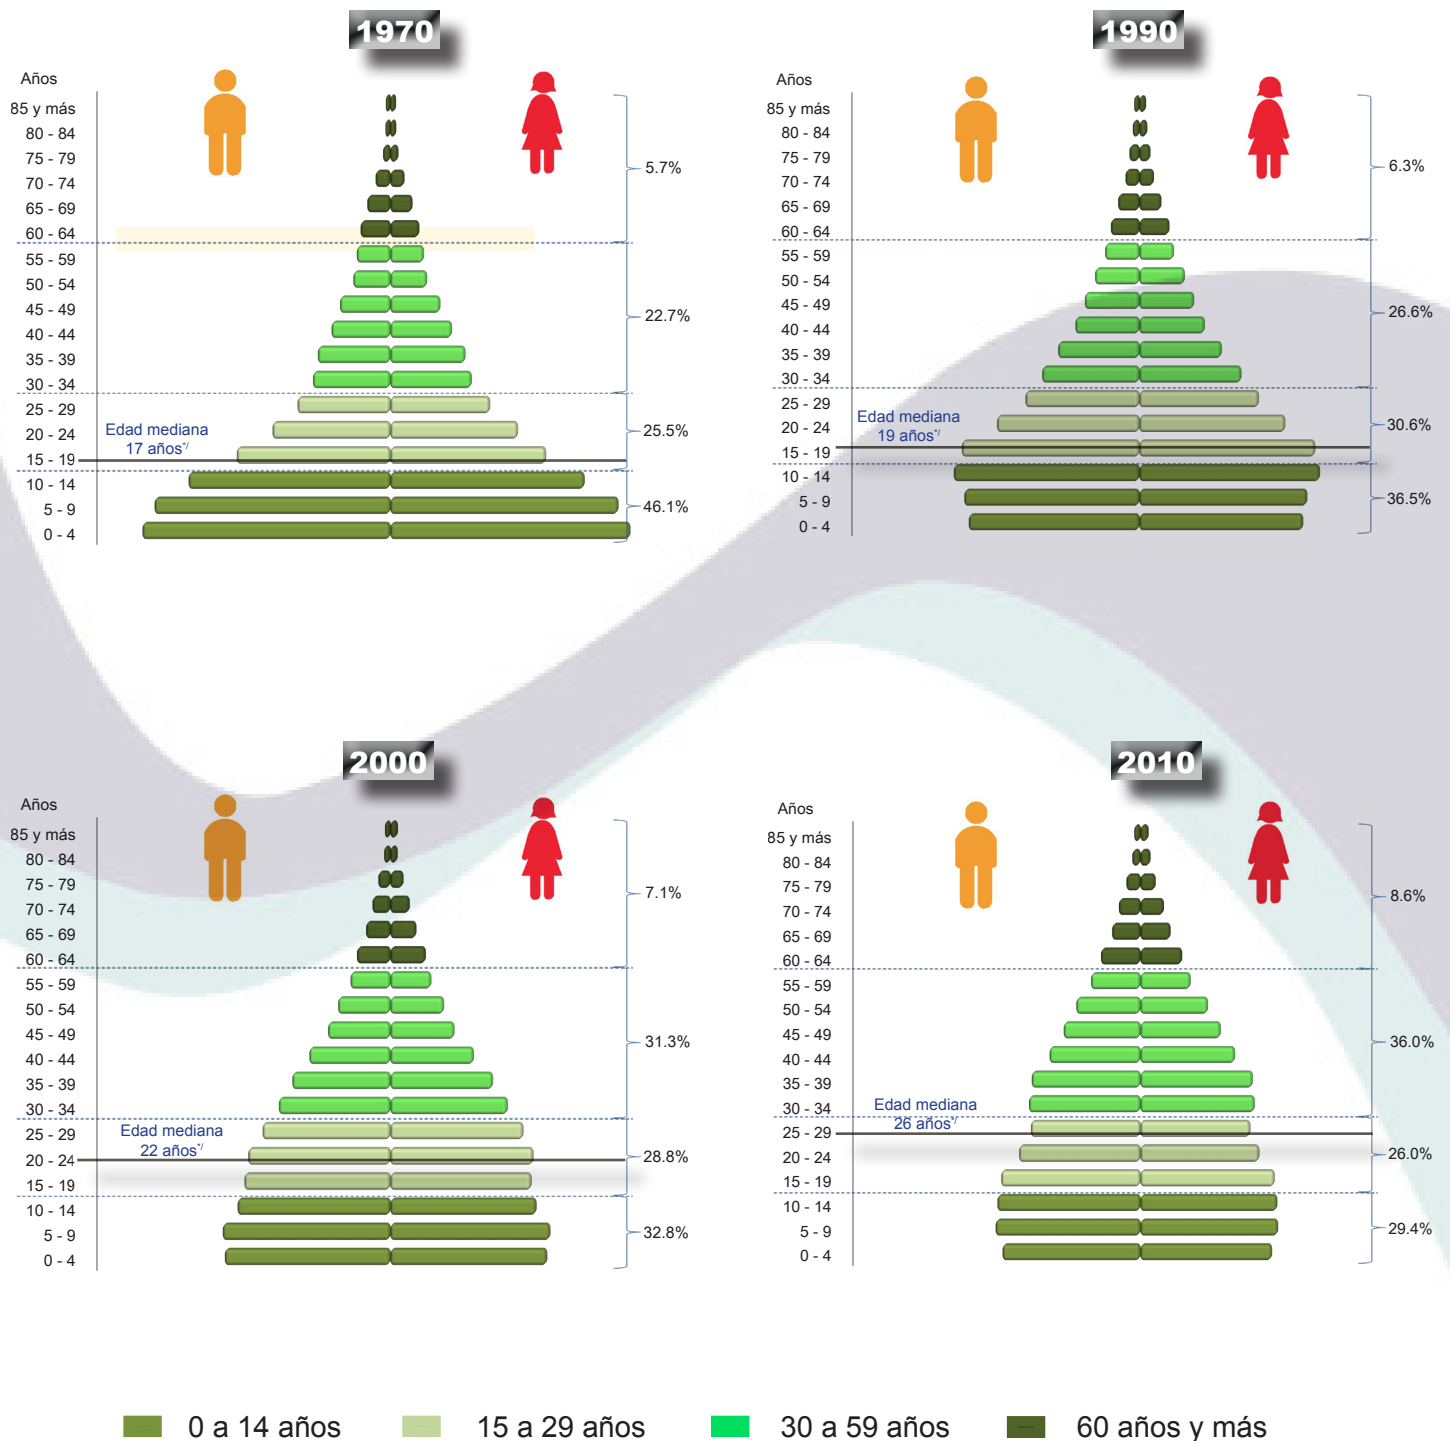 1970
Años
85 y más
80 - 84
75 - 79
70 - 74
65 - 69
60 - 64
55 - 59
50 - 54
45 - 49
40 - 44
35 - 39
30 - 34
25 - 29
20 - 24
15 - 19
10 - 14
5 - 9
0 - 4
Edad mediana
17 años*/
5.7%
22.7%
25.5%
46.1%
1990
Años
85 y más
80 - 84
75 - 79
70 - 74
65 - 69
60 - 64
55 - 59
50 - 54
45 - 49
40 - 44
35 - 39
30 - 34
25 - 29
20 - 24
15 - 19
10 - 14
5 - 9
0 - 4
Edad mediana
19 años*/
6.3%
26.6%
30.6%
36.5%
2000
Años
85 y más
80 - 84
75 - 79
70 - 74
65 - 69
60 - 64
55 - 59
50 - 54
45 - 49
40 - 44
35 - 39
30 - 34
25 - 29
20 - 24
15 - 19
10 - 14
5 - 9
0 - 4
Edad mediana
22 años*/
7.1%
31.3%
28.8%
32.8%
2010
Años
85 y más
80 - 84
75 - 79
70 - 74
65 - 69
60 - 64
55 - 59
50 - 54
45 - 49
40 - 44
35 - 39
30 - 34
25 - 29
20 - 24
15 - 19
10 - 14
5 - 9
0 - 4
Edad mediana
26 años*/
8.6%
36.0%
26.0%
29.4%
0 a 14 años
15 a 29 años
30 a 59 años
60 años y más